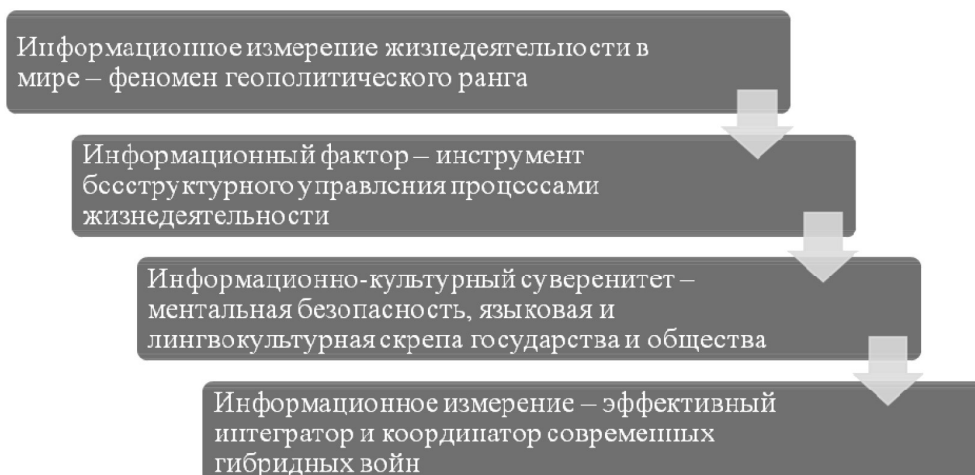 Информационное измерение жизнедеятельности в
мире – феномен геополитического ранга
Информационный фактор – инструмент
бесструктурного управления процессами
жизнедеятельности
Информационно-культурный суверенитет –
ментальная безопасность, языковая и
лингвокультурная скрепа государства и общества
Информационное измерение – эффективный
интегратор и координатор современных
гибридных войн